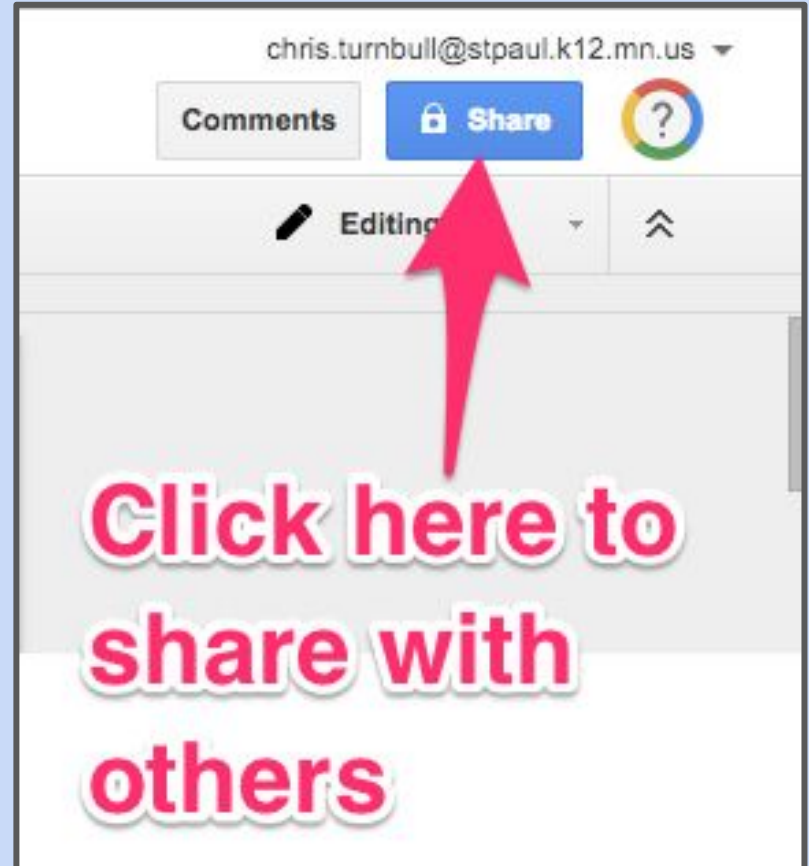 chris.turnbull@stpaul.k12.mn.us
Comments Share ?
Editing
Click here to
share with
others